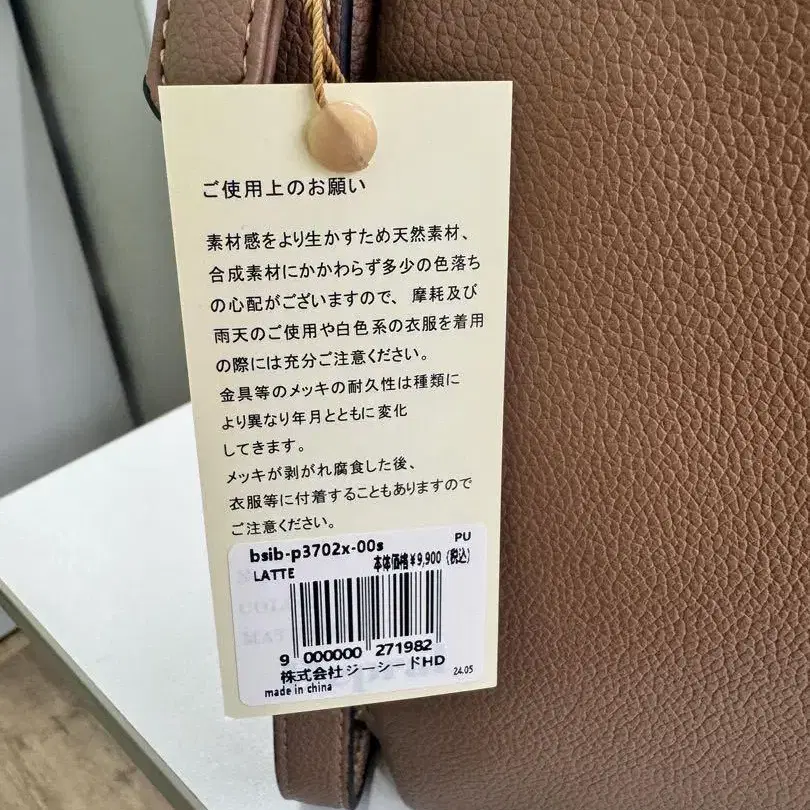 ご使用上のお願い
素材感をより生かすため天然素材、
合成素材にかかわらず多少の色落ち
の心配がございますので、摩耗及び
雨天のご使用や白色系の衣服を着用
の際には充分ご注意ください。
金具等のメッキの耐久性は種類に
より異なり年月とともに変化
してきます。
メッキが剥がれ腐食した後、
衣服等に付着することもありますので
ご注意ください。
bsib-p3702x-00s PU
LATTE 本体価格¥9,900（税込）
9 000000 271982
株式会社ジーシードHD
made in china 24.05